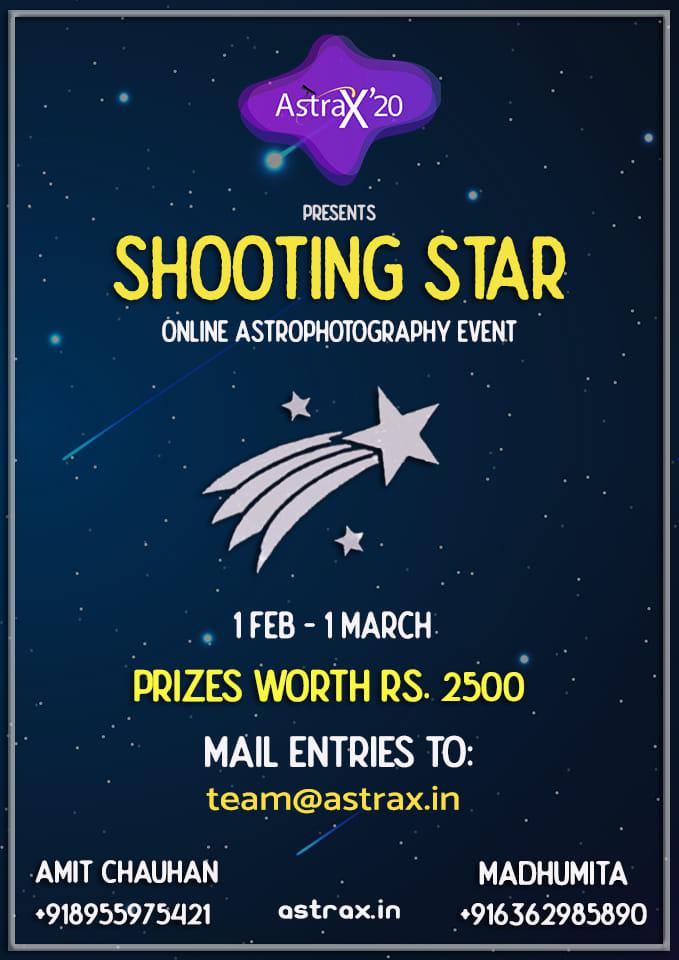 AstraX'20
PRESENTS
SHOOTING STAR
ONLINE ASTROPHOTOGRAPHY EVENT
1 FEB - 1 MARCH
PRIZES WORTH RS. 2500
MAIL ENTRIES TO:
team@astrax.in
AMIT CHAUHAN
+918955975421
astrax.in
MADHUMITA
+916362985890